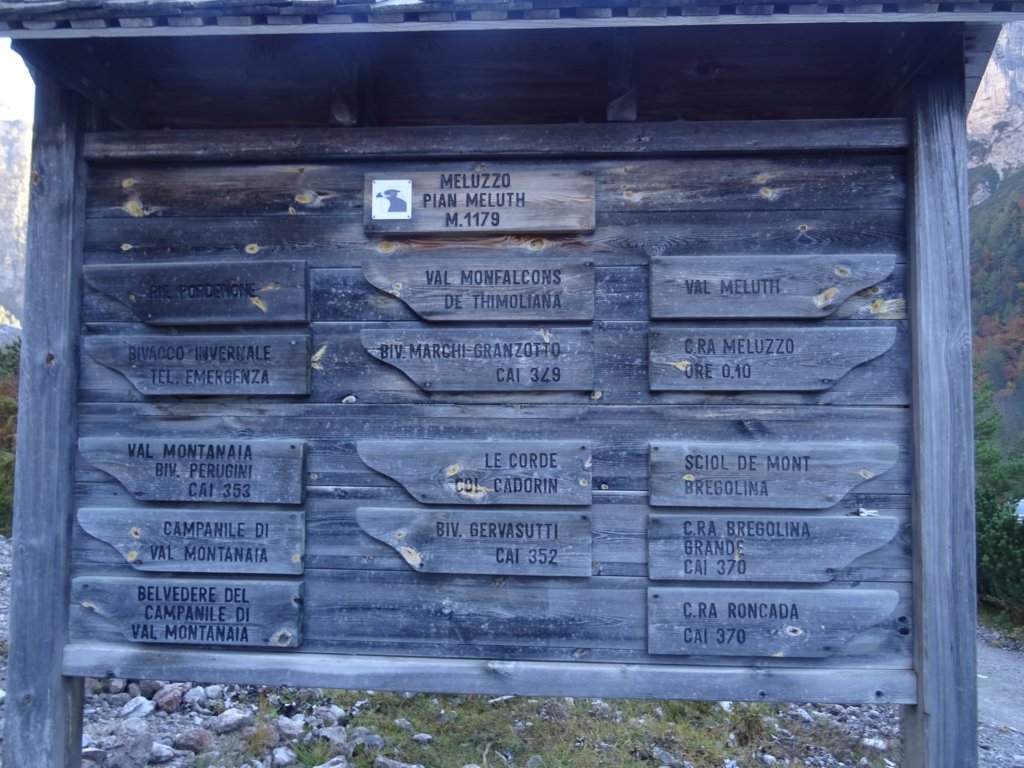 MELUZZO
PIAN MELUTH
M.1179
RIF. PORDENONE
BIVACCO INVERNALE
TEL. EMERGENZA
VAL MONTANAIA
BIV. PERUGINI
CAI 353
CAMPANILE DI
VAL MONTANAIA
BELVEDERE DEL
CAMPANILE DI
VAL MONTANAIA
VAL MONFALCONS
DE THIMOLIANA
BIV. MARCHI-GRANZOTTO
CAI 349
LE CORDE
COL CADORIN
BIV. GERVASUTTI
CAI 352
VAL MELUTH
C.RA MELUZZO
ORE 0.10
SCIOL DE MONT
BREGOLINA
C.RA BREGOLINA
GRANDE
CAI 370
C.RA RONCADA
CAI 370